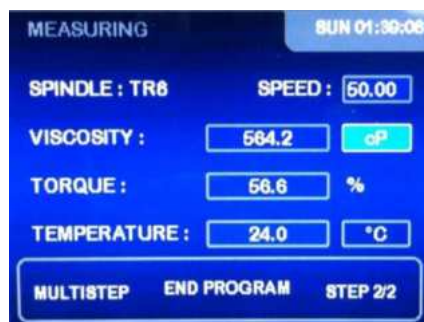 MEASURING SUN 01:39:06
SPINDLE : TR8 SPEED : 50.00
VISCOSITY : 564.2 cP
TORQUE : 56.6 %
TEMPERATURE : 24.0 °C
MULTISTEP END PROGRAM STEP 2/2